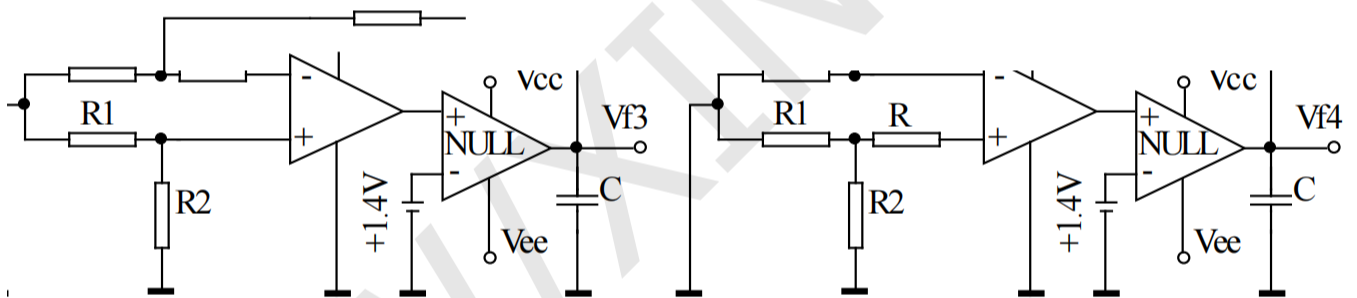 -
Vcc
-
Vcc
R1
+
NULL
Vf3
R1
R
+
NULL
Vf4
+
-
+
-
R2
+1.4V
C
R2
+1.4V
C
Vee
Vee